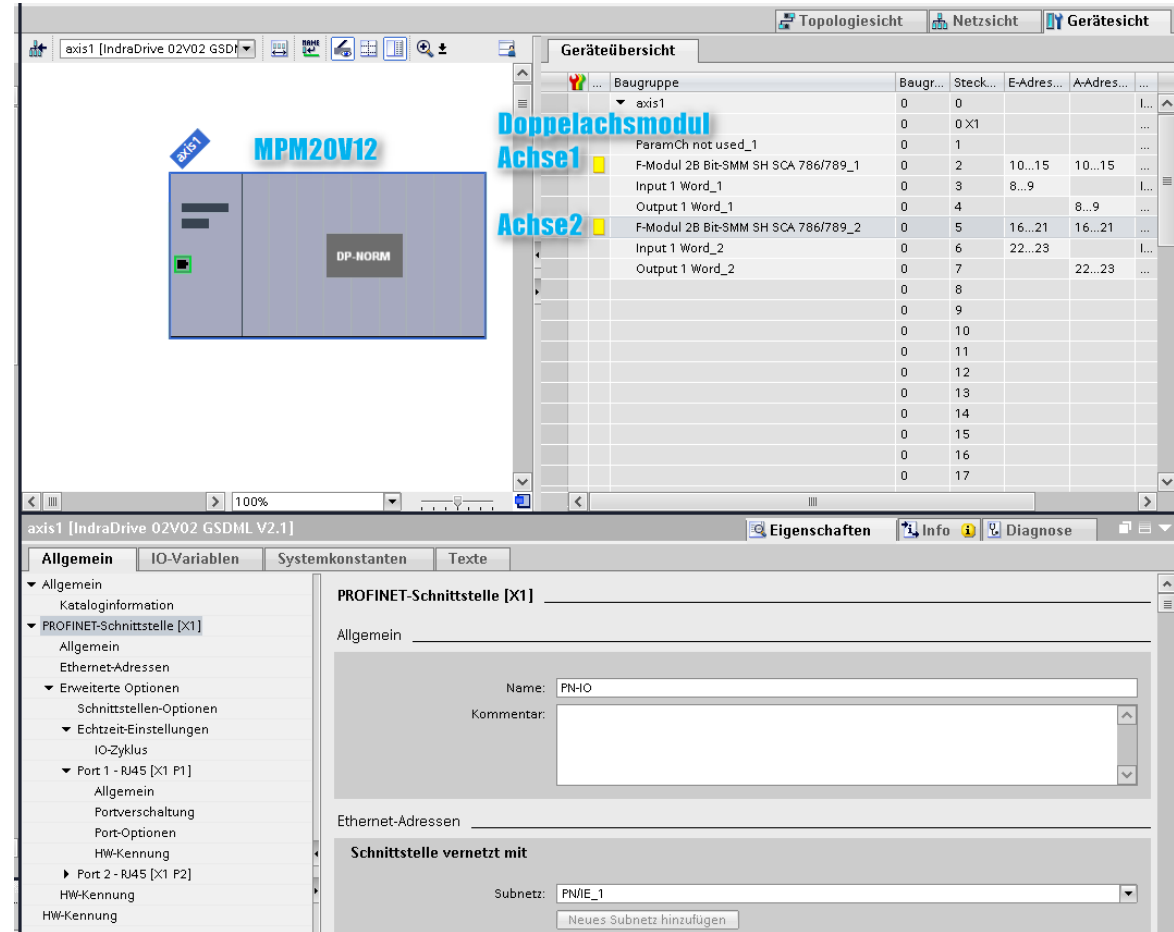 Topologiesicht Netzsicht Gerätesicht
axis1 [IndraDrive 02V02 GSDM
Geräteübersicht
... Baugruppe Baugr... Steck... E-Adres... A-Adres... ...
axis1 0 0 I...
Doppelachsmodul 0 0 X1 ...
ParamCh not used_1 0 1 ...
Achse1 F-Modul 2B Bit-SMM SH SCA 786/789_1 0 2 10...15 10...15 ...
Input 1 Word_1 0 3 8...9 I...
Output 1 Word_1 0 4 8...9 ...
Achse2 F-Modul 2B Bit-SMM SH SCA 786/789_2 0 5 16...21 16...21 ...
Input 1 Word_2 0 6 22...23 I...
Output 1 Word_2 0 7 22...23 ...
0 8
0 9
0 10
0 11
0 12
0 13
0 14
0 15
0 16
0 17
axis1
MPM20V12
DP-NORM
100%
axis1 [IndraDrive 02V02 GSDML V2.1]
Eigenschaften Info Diagnose
Allgemein IO-Variablen Systemkonstanten Texte
Allgemein
Kataloginformation
PROFINET-Schnittstelle [X1]
Allgemein
Ethernet-Adressen
Erweiterte Optionen
Schnittstellen-Optionen
Echtzeit-Einstellungen
IO-Zyklus
Port 1 - RJ45 [X1 P1]
Allgemein
Portverschaltung
Port-Optionen
HW-Kennung
Port 2 - RJ45 [X1 P2]
HW-Kennung
HW-Kennung
PROFINET-Schnittstelle [X1]
Allgemein
Name: PN-IO
Kommentar:
Ethernet-Adressen
Schnittstelle vernetzt mit
Subnetz: PN/IE_1
Neues Subnetz hinzufügen